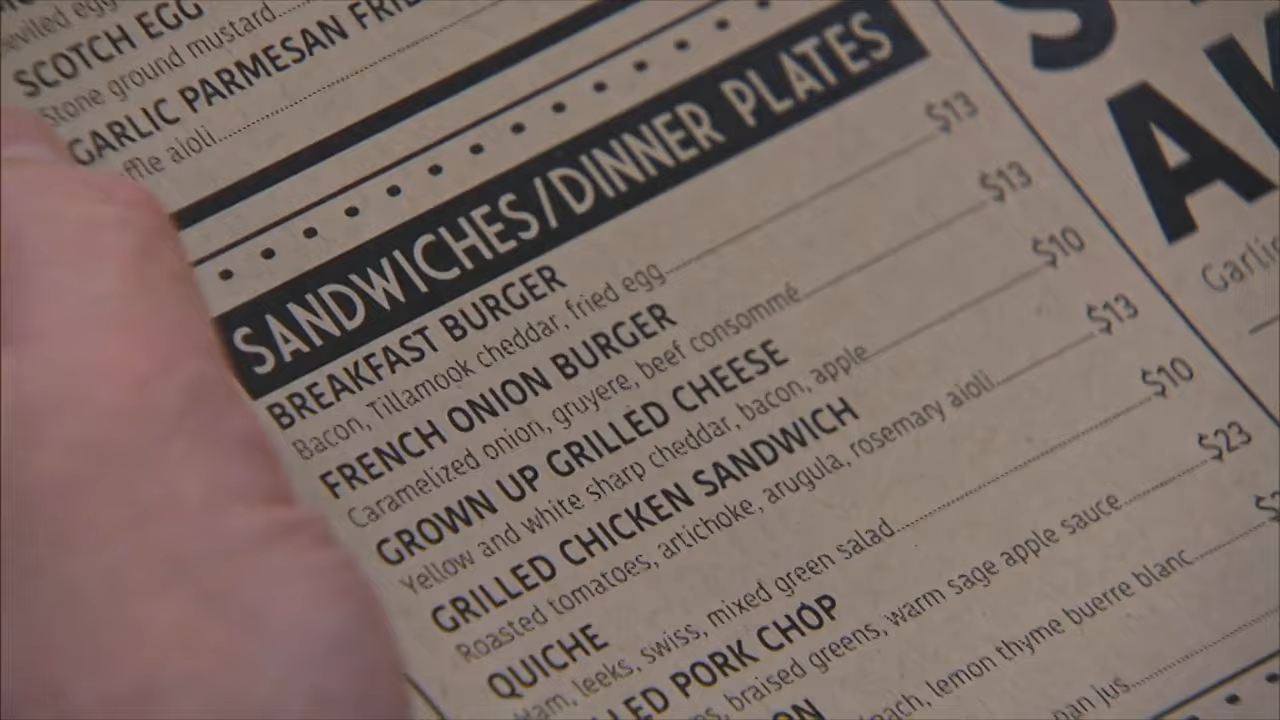 SCOTCH EGG
Stone ground mustard
GARLIC PARMESAN
aioli
SANDWICHES/DINNER PLATES
BREAKFAST BURGER
Bacon, Tillamook cheddar, fried egg $13
FRENCH ONION BURGER
Caramelized onion, gruyere, beef consommé $13
GROWN UP GRILLED CHEESE
Yellow and white sharp cheddar, bacon, apple $10
GRILLED CHICKEN SANDWICH
Roasted tomatoes, artichoke, arugula, rosemary aioli $13
QUICHE
Ham, leeks, swiss, mixed green salad $10
PORK CHOP
braised greens, warm sage apple sauce $23
lemon thyme buerre blanc
jus